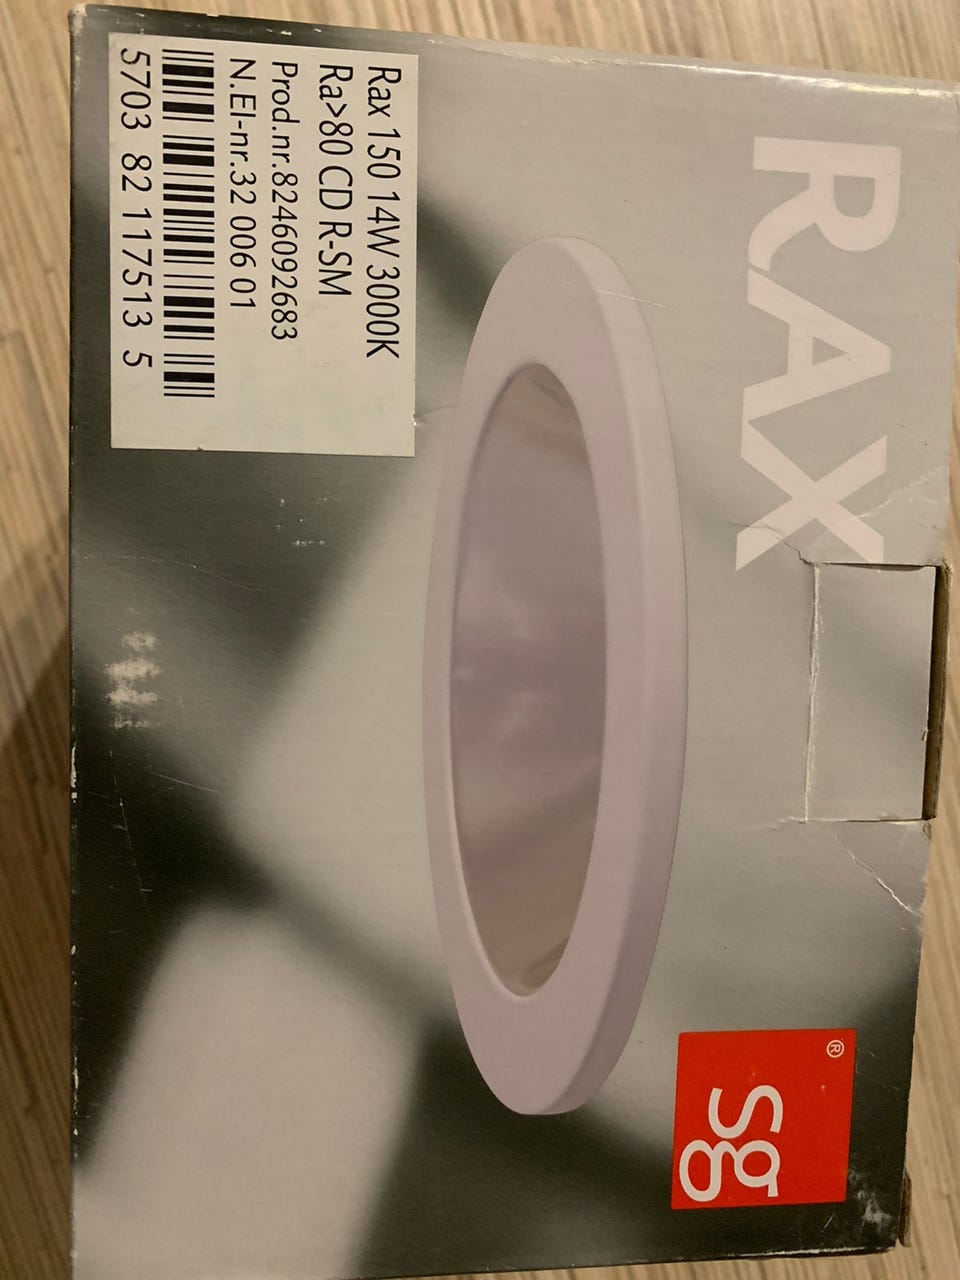 RAX
Rax 150 14W 3000K
Ra>80 CD R-SM
Prod.nr.8246092683
N.El-nr.32 006 01
5703 82 117513 5
sg
®